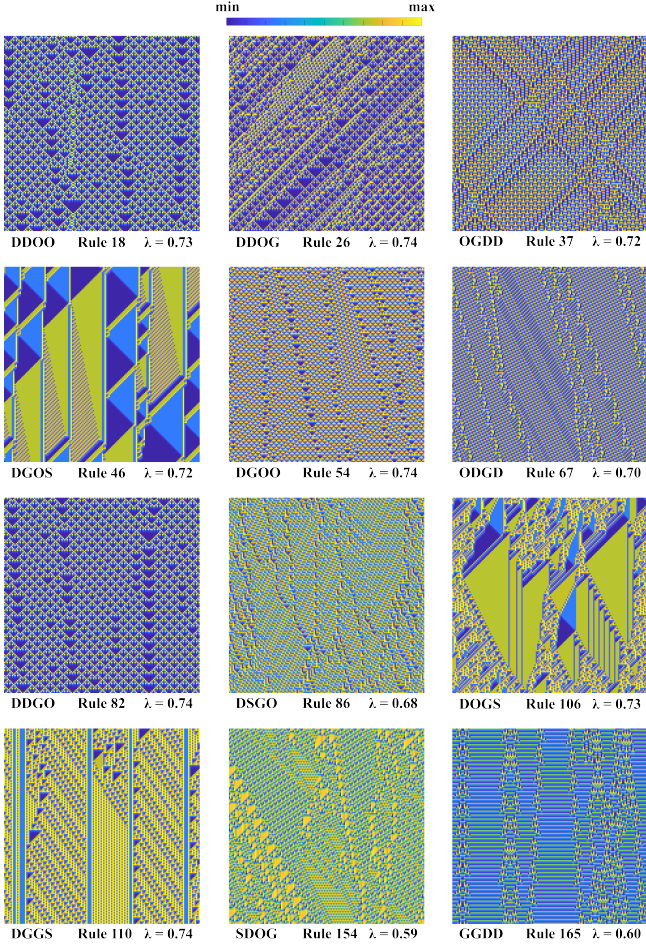 min max
DDOO Rule 18 λ = 0.73 DDOG Rule 26 λ = 0.74 OGDD Rule 37 λ = 0.72
DGOS Rule 46 λ = 0.72 DGOO Rule 54 λ = 0.74 ODGD Rule 67 λ = 0.70
DDGO Rule 82 λ = 0.74 DSGO Rule 86 λ = 0.68 DOGS Rule 106 λ = 0.73
DGGS Rule 110 λ = 0.74 SDOG Rule 154 λ = 0.59 GGDD Rule 165 λ = 0.60